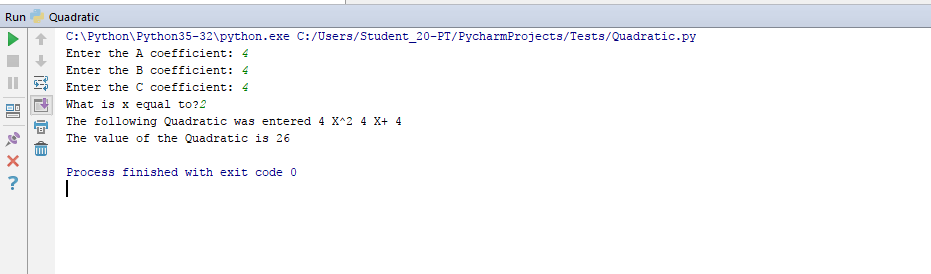 Run Quadratic
C:\Python\Python35-32\python.exe C:/Users/Student_20-PT/PycharmProjects/Tests/Quadratic.py
Enter the A coefficient: 4
Enter the B coefficient: 4
Enter the C coefficient: 4
What is x equal to?2
The following Quadratic was entered 4 X^2 4 X+ 4
The value of the Quadratic is 26
Process finished with exit code 0